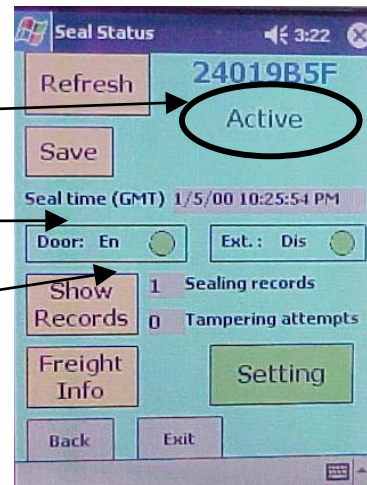 Seal Status 3:22
Refresh
24019B5F
Active
Save
Seal time (GMT) 1/5/00 10:25:54 PM
Door: En
Ext.: Dis
Show Records
1 Sealing records
0 Tampering attempts
Freight Info
Setting
Back
Exit